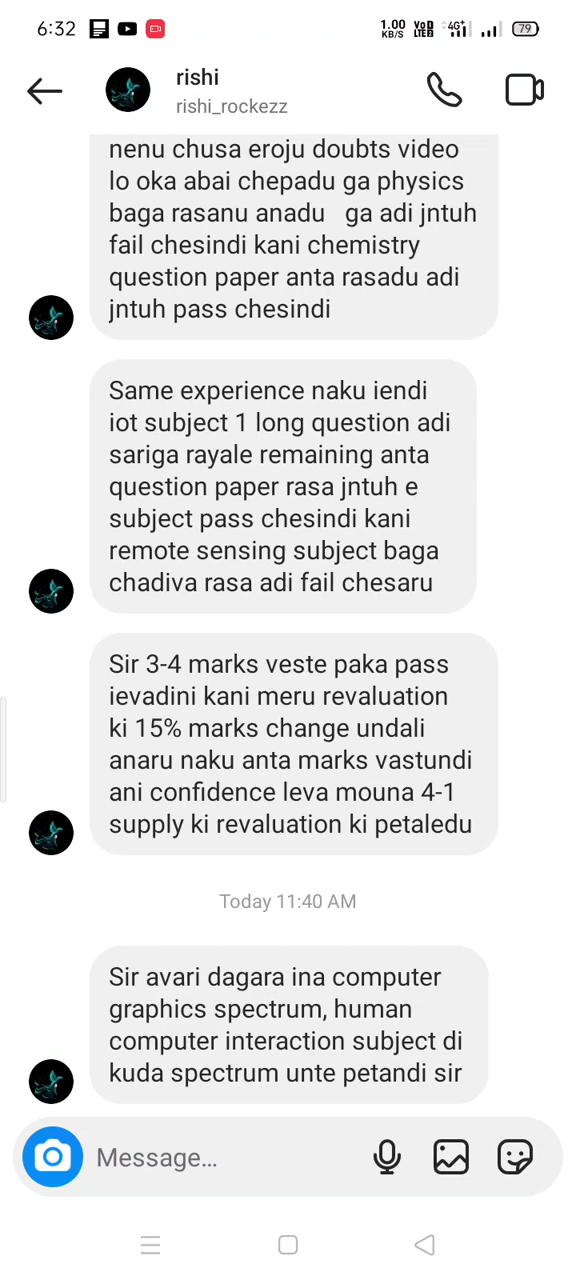 6:32 1.00 KB/S VoD LTE2 4G+ 79
rishi
rishi_rockezz
nenu chusa eroju doubts video
lo oka abai chepadu ga physics
baga rasanu anadu ga adi jntuh
fail chesindi kani chemistry
question paper anta rasadu adi
jntuh pass chesindi
Same experience naku iendi
iot subject 1 long question adi
sariga rayale remaining anta
question paper rasa jntuh e
subject pass chesindi kani
remote sensing subject baga
chadiva rasa adi fail chesaru
Sir 3-4 marks veste paka pass
ievadini kani meru revaluation
ki 15% marks change undali
anaru naku anta marks vastundi
ani confidence leva mouna 4-1
supply ki revaluation ki petaledu
Today 11:40 AM
Sir avari dagara ina computer
graphics spectrum, human
computer interaction subject di
kuda spectrum unte petandi sir
Message...